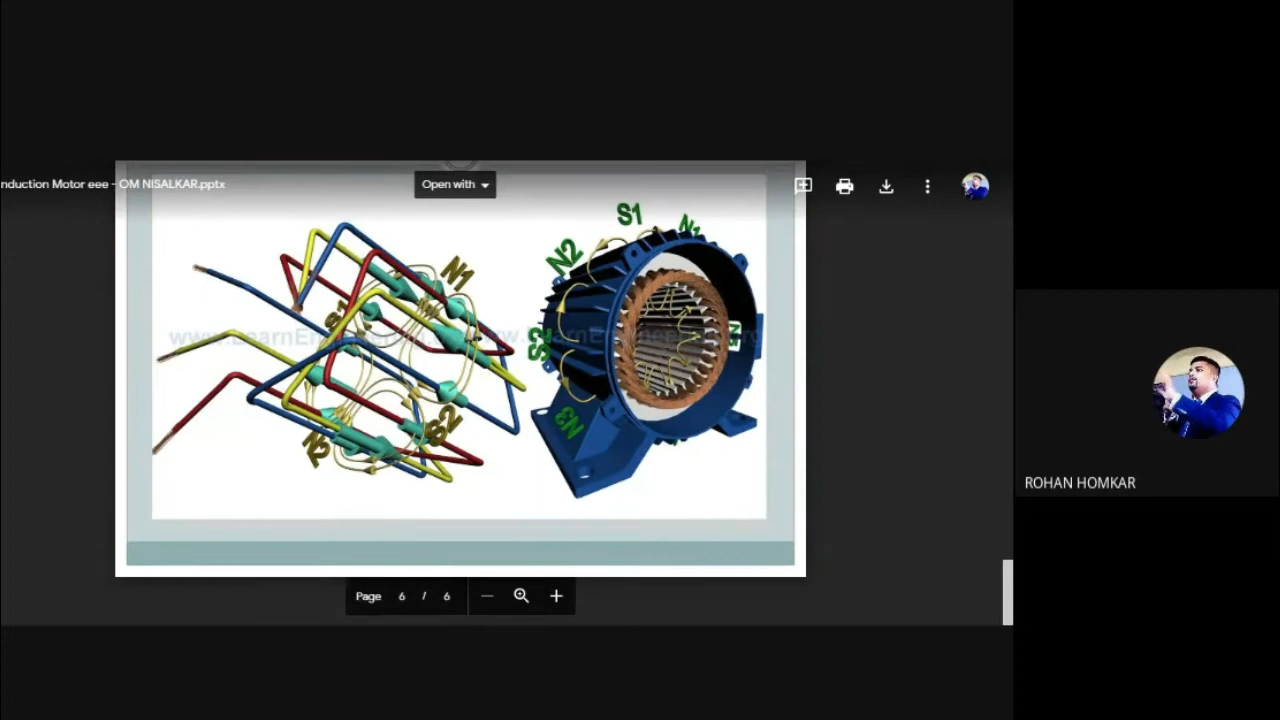 nduction Motor eee - OM NISALKAR.pptx
Open with
S1
N1
N2
N1
S2
S2
N3
ROHAN HOMKAR
Page 6 / 6